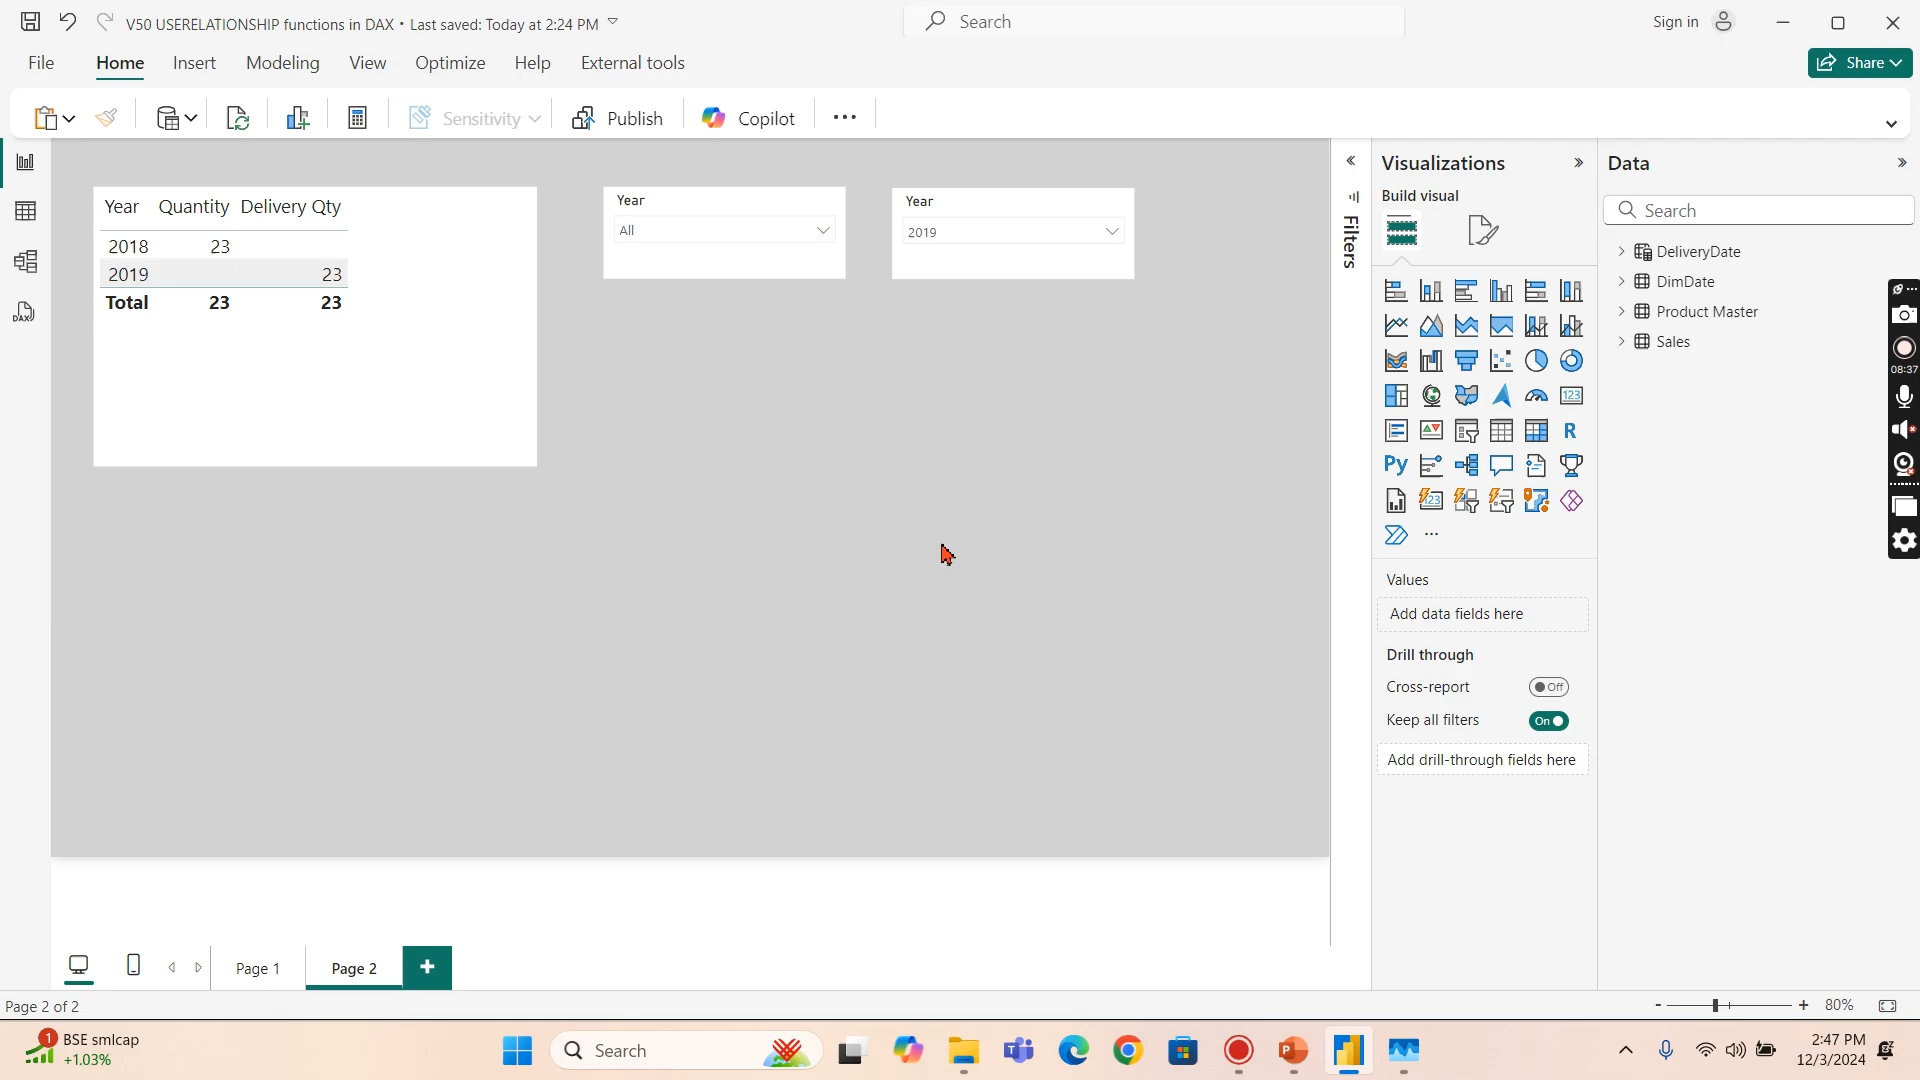 V50 USERELATIONSHIP functions in DAX • Last saved: Today at 2:24 PM
Search
Sign in
File
Home
Insert
Modeling
View
Optimize
Help
External tools
Share
Sensitivity
Publish
Copilot
Year Quantity Delivery Qty
2018 23
2019 23
Total 23 23
Year
All
Year
2019
Filters
Visualizations
Build visual
123
R
Py
123
Values
Add data fields here
Drill through
Cross-report
Off
Keep all filters
On
Add drill-through fields here
Data
Search
DeliveryDate
DimDate
Product Master
Sales
08:37
DAX
Page 1
Page 2
Page 2 of 2
- + 80%
1
BSE smlcap
+1.03%
Search
2:47 PM
12/3/2024